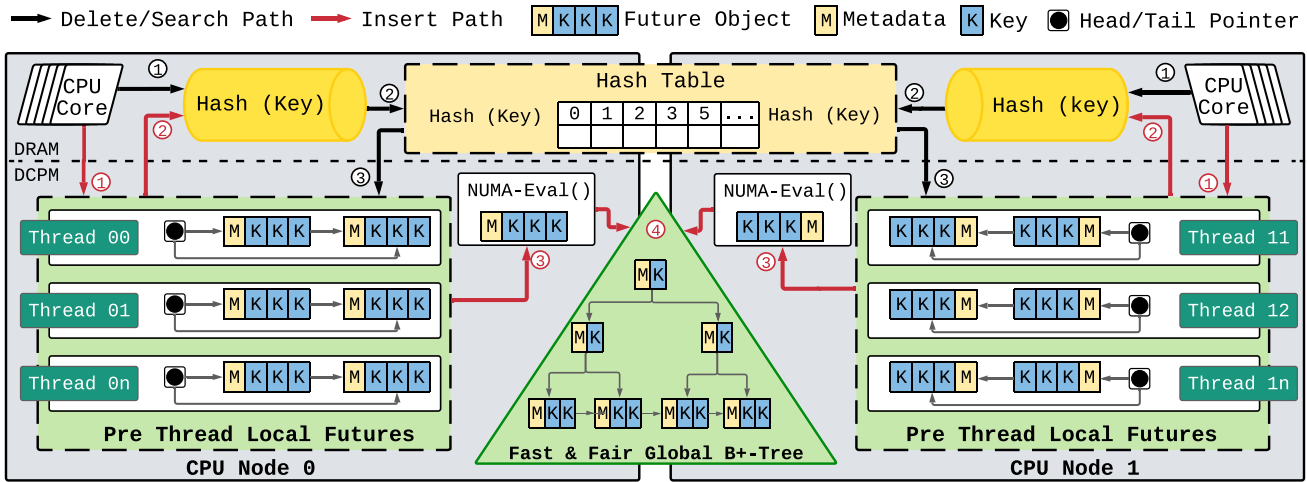 Delete/Search Path
Insert Path
M K K K Future Object
M Metadata
K Key
Head/Tail Pointer
CPU
Core
1
Hash (Key)
2
2
Hash Table
Hash (Key)
0 1 2 3 5 ...
Hash (Key)
2
Hash (key)
2
1
CPU
Core
DRAM
DCPM
1
3
3
1
NUMA-Eval()
M K K K
3
4
NUMA-Eval()
K K K M
3
Thread 00
M K K K
M K K K
Thread 01
M K K K
M K K K
Thread 0n
M K K K
M K K K
Pre Thread Local Futures
CPU Node 0
M K
M K
M K
M K K
M K K
M K K
M K K
Fast & Fair Global B+-Tree
K K K M
K K K M
Thread 11
K K K M
K K K M
Thread 12
K K K M
K K K M
Thread 1n
Pre Thread Local Futures
CPU Node 1